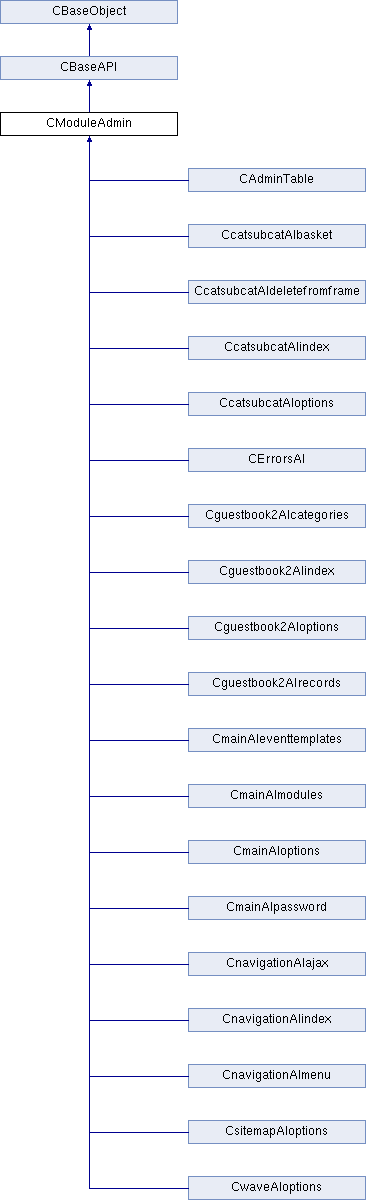 CBaseObject
CBaseAPI
CModuleAdmin
CAdminTable
CcatsubcatAIbasket
CcatsubcatAIdeletefromframe
CcatsubcatAIindex
CcatsubcatAIoptions
CErrorsAI
Cguestbook2AIcategories
Cguestbook2AIindex
Cguestbook2AIoptions
Cguestbook2AIrecords
CmainAIeventtemplates
CmainAImodules
CmainAIoptions
CmainAIpassword
CnavigationAIajax
CnavigationAIindex
CnavigationAImenu
CsitemapAIoptions
CwaveAIoptions